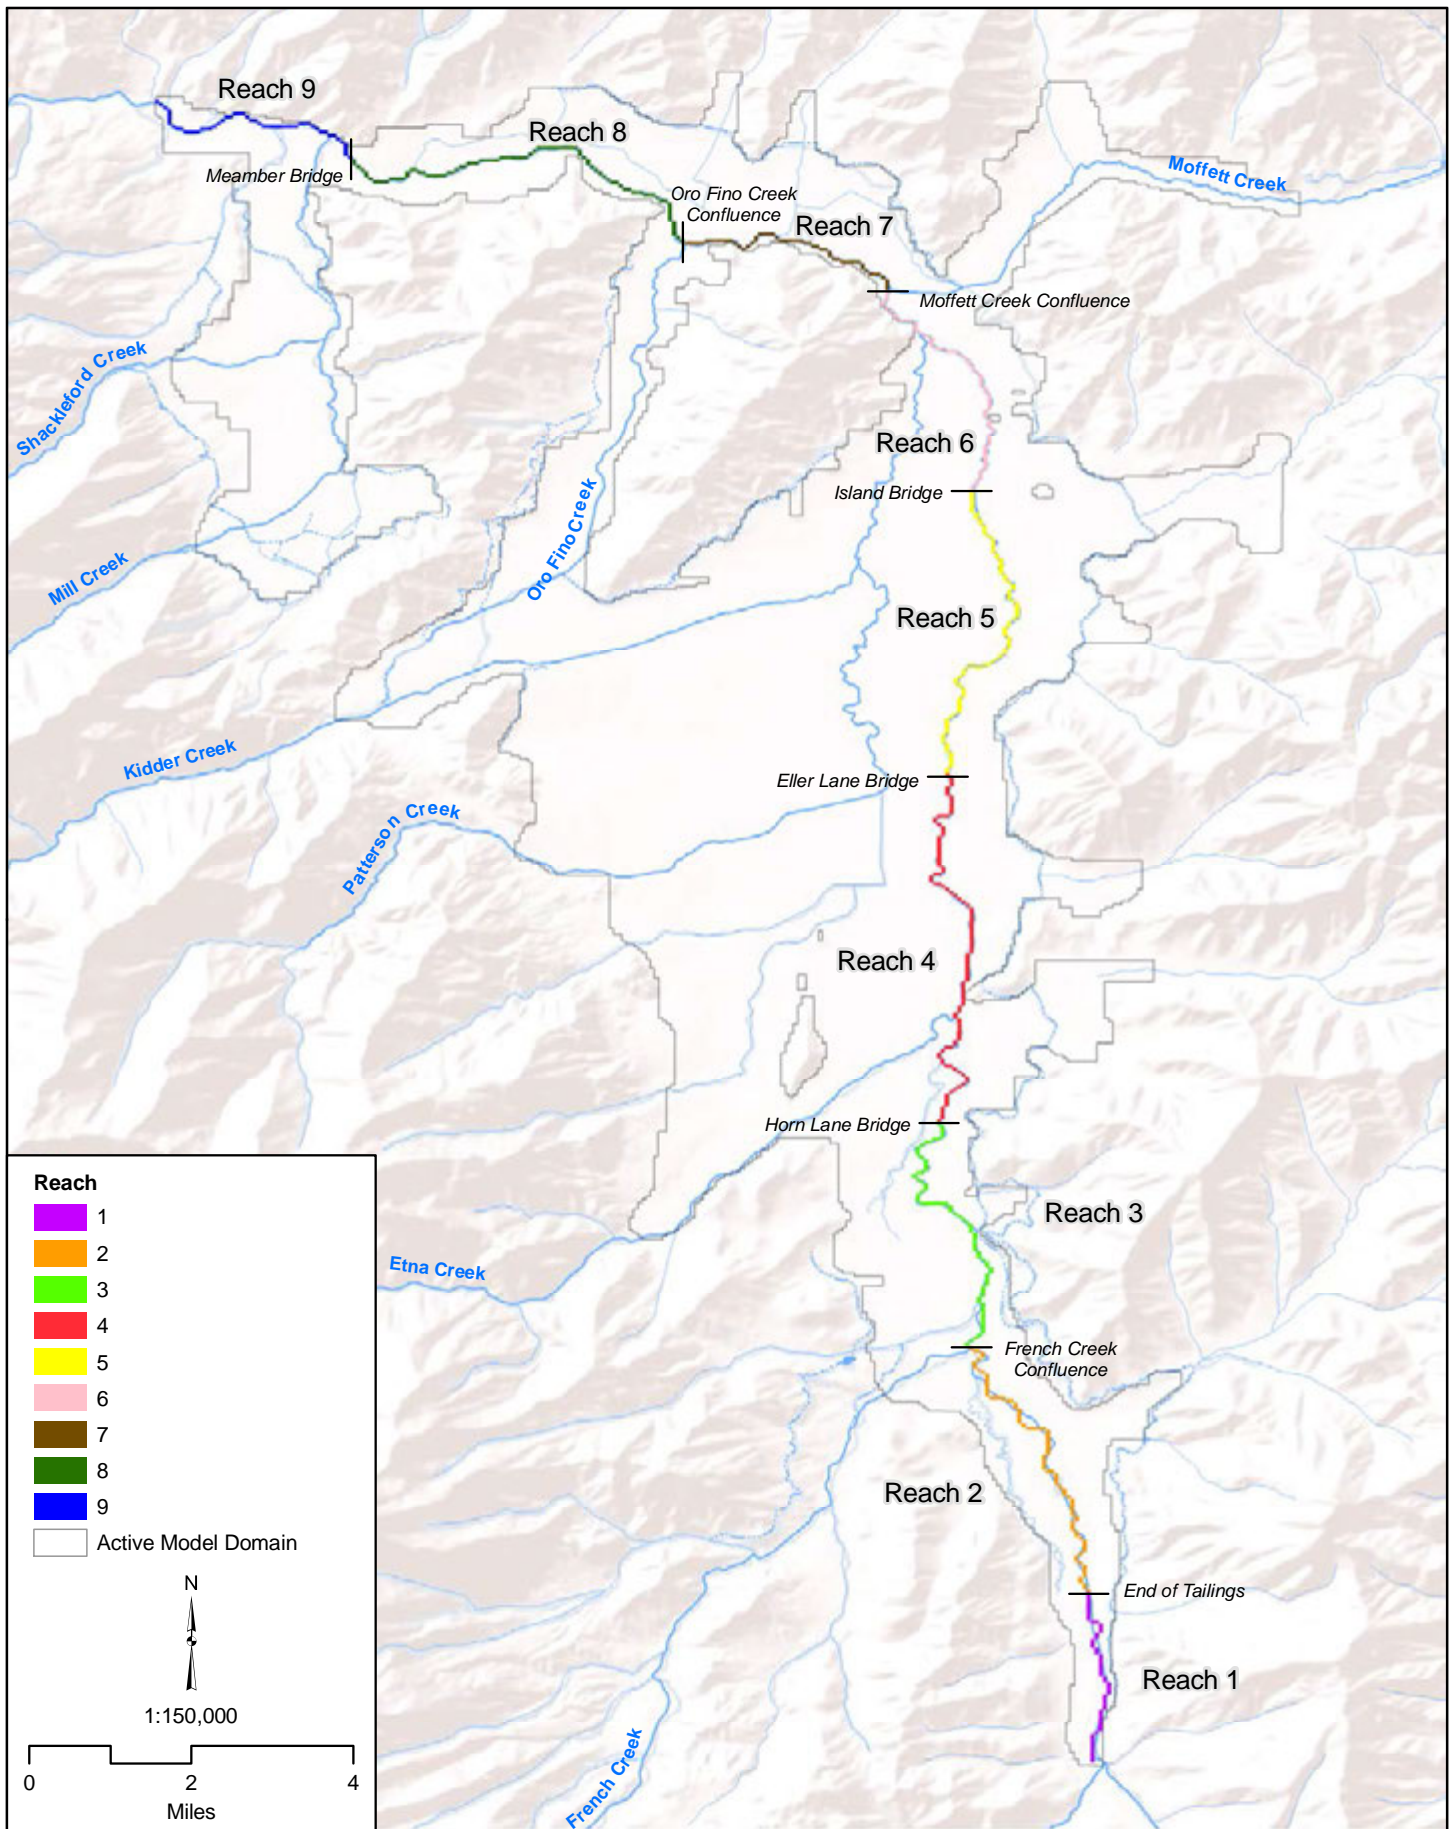 Reach 9
Reach 8
Meamber Bridge
Moffett Creek
Oro Fino Creek
Confluence
Reach 7
Moffett Creek Confluence
Shackleford Creek
Reach 6
Island Bridge
Oro Fino Creek
Mill Creek
Reach 5
Kidder Creek
Eller Lane Bridge
Patterson Creek
Reach 4
Horn Lane Bridge
Reach 3
Etna Creek
French Creek
Confluence
Reach 2
End of Tailings
Reach 1
French Creek
Reach
1
2
3
4
5
6
7
8
9
Active Model Domain
N
1:150,000
0 2 4
Miles